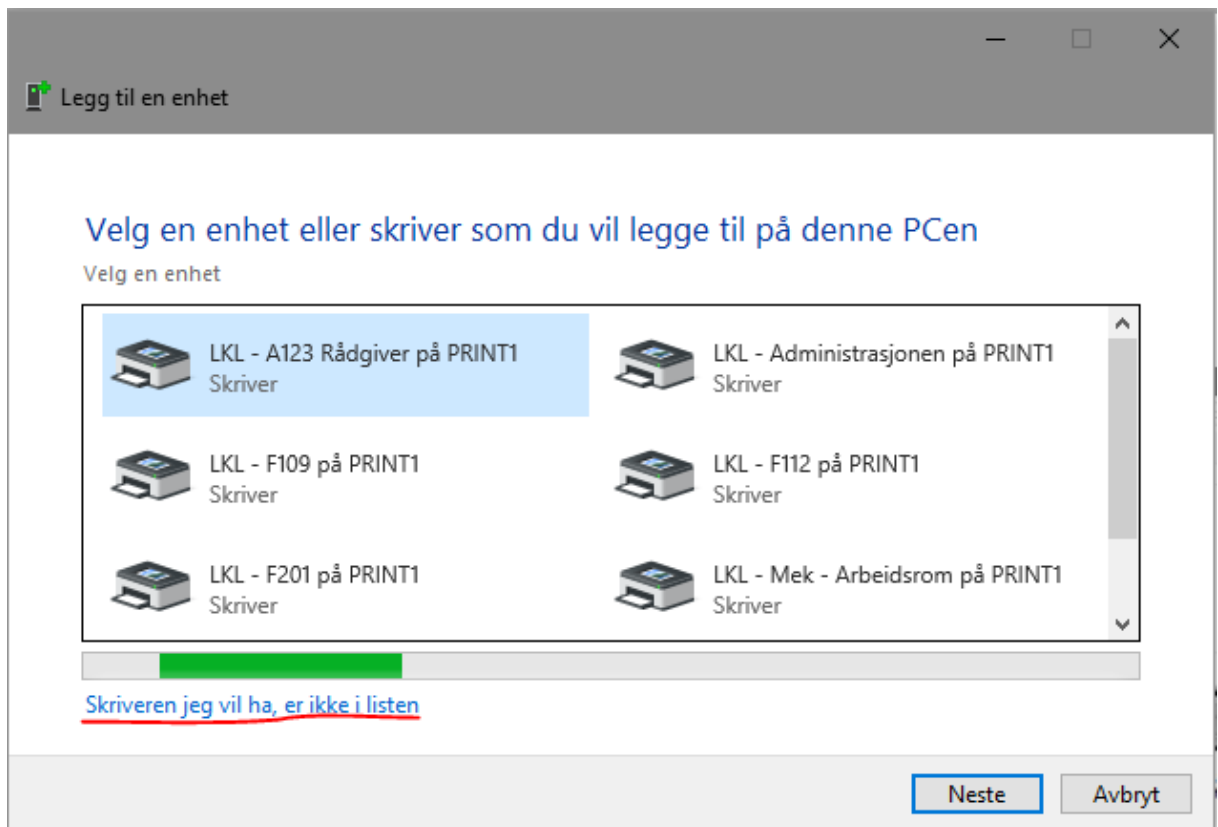 Legg til en enhet
Velg en enhet eller skriver som du vil legge til på denne PCen
Velg en enhet
LKL - A123 Rådgiver på PRINT1
Skriver
LKL - Administrasjonen på PRINT1
Skriver
LKL - F109 på PRINT1
Skriver
LKL - F112 på PRINT1
Skriver
LKL - F201 på PRINT1
Skriver
LKL - Mek - Arbeidsrom på PRINT1
Skriver
Skriveren jeg vil ha, er ikke i listen
Neste
Avbryt